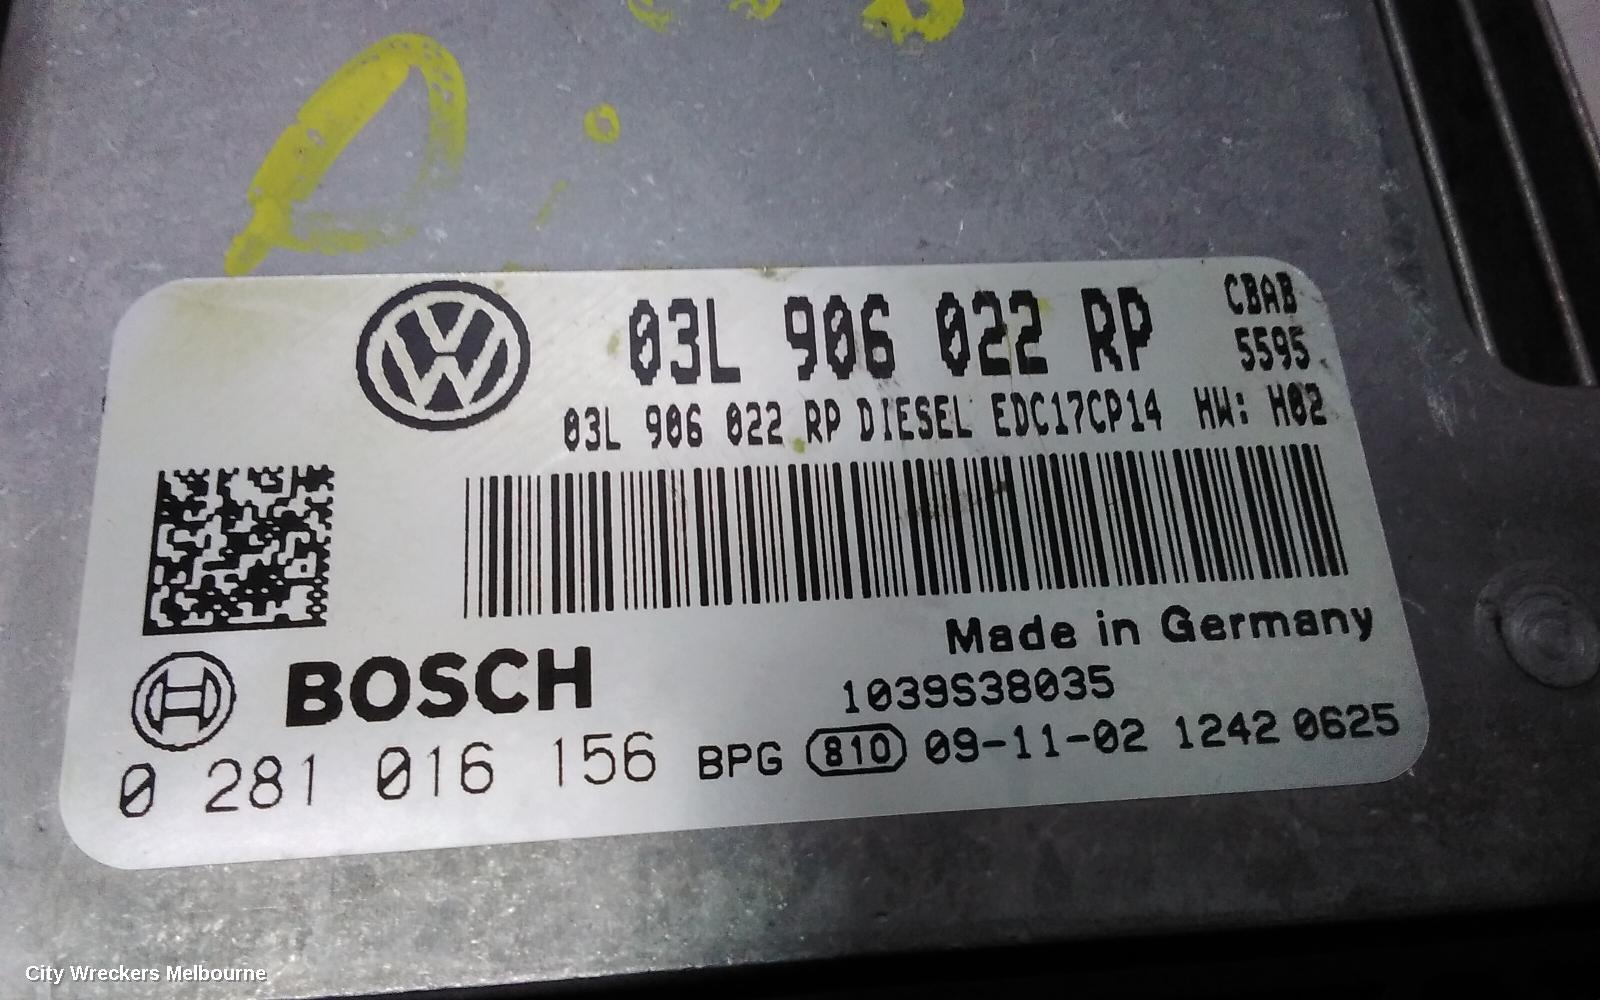 03L 906 022 RP
CBAB
5595
03L 906 022 RP DIESEL EDC17CP14 HW: H02
Made in Germany
BOSCH
1039S38035
0 281 016 156 BPG 810 09-11-02 1242 0625
City Wreckers Melbourne